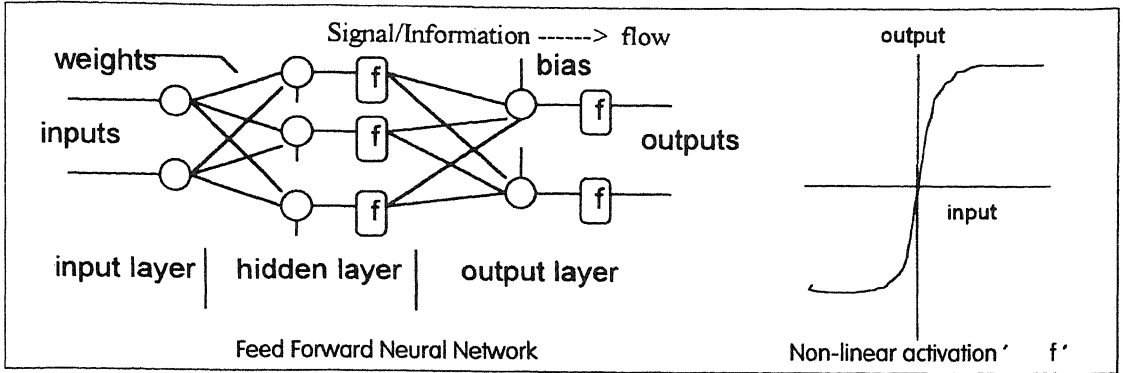 Signal/Information ------> flow
weights
bias
f
f
f
f
f
inputs
outputs
input layer
hidden layer
output layer
Feed Forward Neural Network
output
input
Non-linear activation ' f '